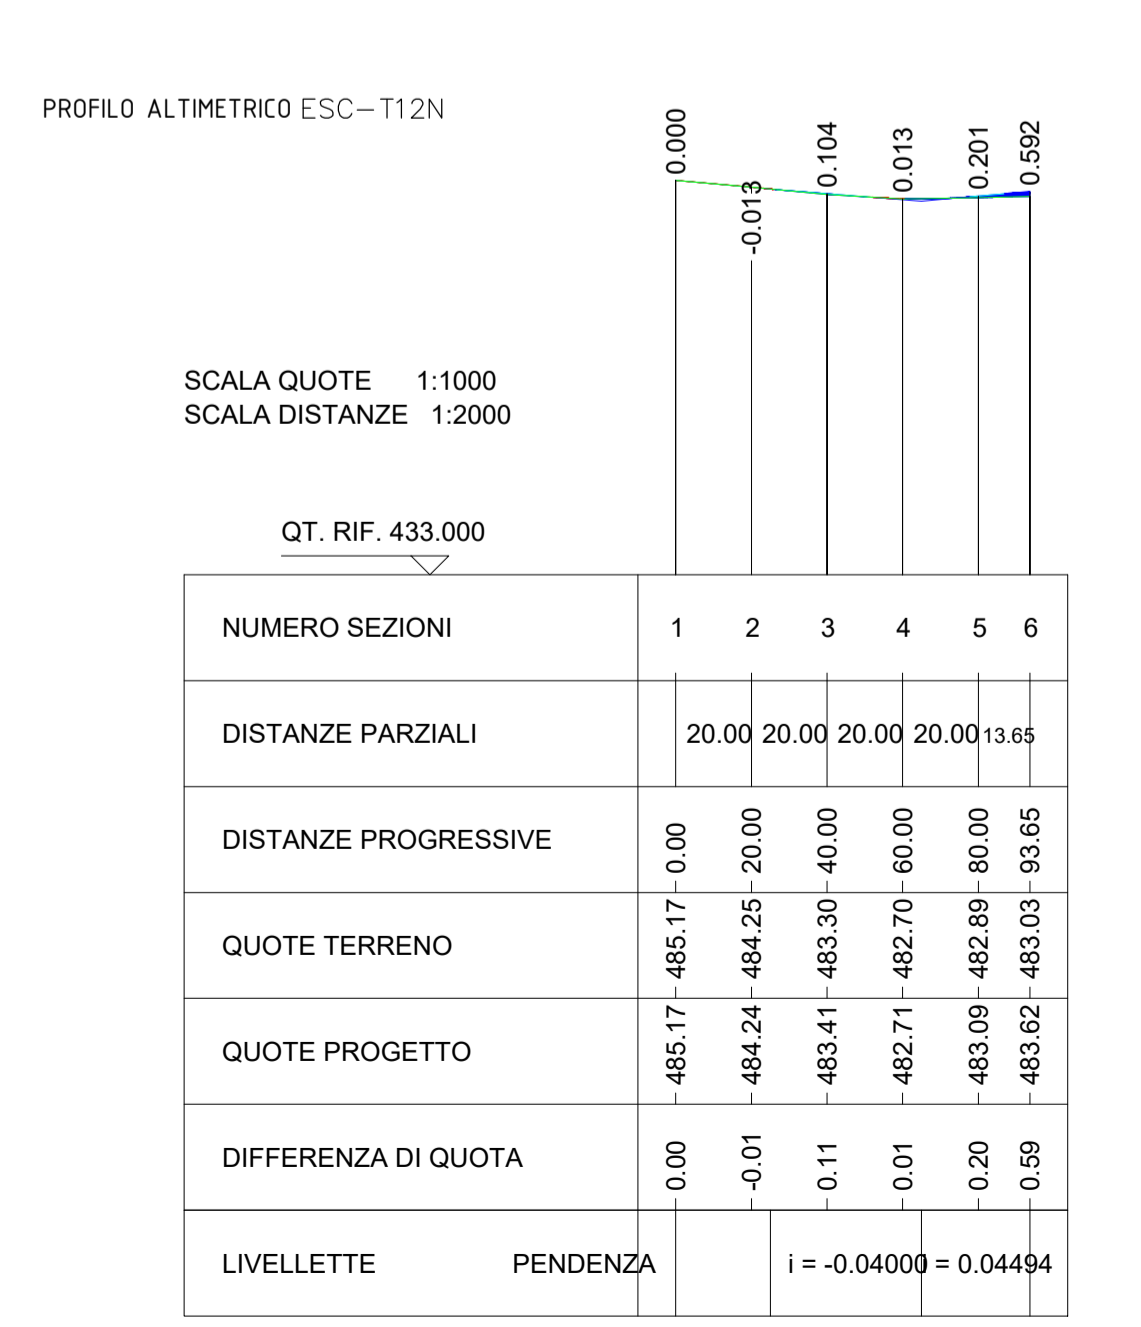 PROFILO ALTIMETRICO ESC-T12N
0.000 -0.013 0.104 0.013 0.201 0.592
SCALA QUOTE 1:1000
SCALA DISTANZE 1:2000
QT. RIF. 433.000
NUMERO SEZIONI 1 2 3 4 5 6
DISTANZE PARZIALI 20.00 20.00 20.00 20.00 13.65
DISTANZE PROGRESSIVE 0.00 20.00 40.00 60.00 80.00 93.65
QUOTE TERRENO 485.17 484.25 483.30 482.70 482.89 483.03
QUOTE PROGETTO 485.17 484.24 483.41 482.71 483.09 483.62
DIFFERENZA DI QUOTA 0.00 -0.01 0.11 0.01 0.20 0.59
LIVELLETTE PENDENZA i = -0.04000 i = 0.04494